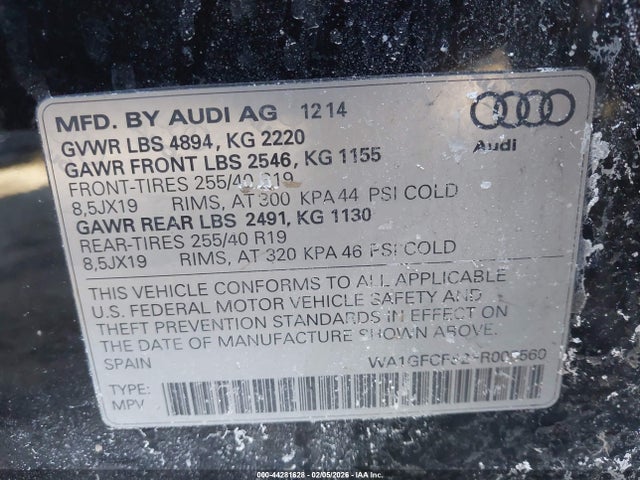 MFD. BY AUDI AG 12 14
GVWR LBS 4894, KG 2220
GAWR FRONT LBS 2546, KG 1155
FRONT-TIRES 255/40 R19
8,5JX19 RIMS, AT 300 KPA 44 PSI COLD
GAWR REAR LBS 2491, KG 1130
REAR-TIRES 255/40 R19
8,5JX19 RIMS, AT 320 KPA 46 PSI COLD
Audi
THIS VEHICLE CONFORMS TO ALL APPLICABLE
U.S. FEDERAL MOTOR VEHICLE SAFETY AND
THEFT PREVENTION STANDARDS IN EFFECT ON
THE DATE OF MANUFACTURE SHOWN ABOVE.
SPAIN
TYPE:
MPV
000-44281628 - 02/05/2026 - IAA Inc.